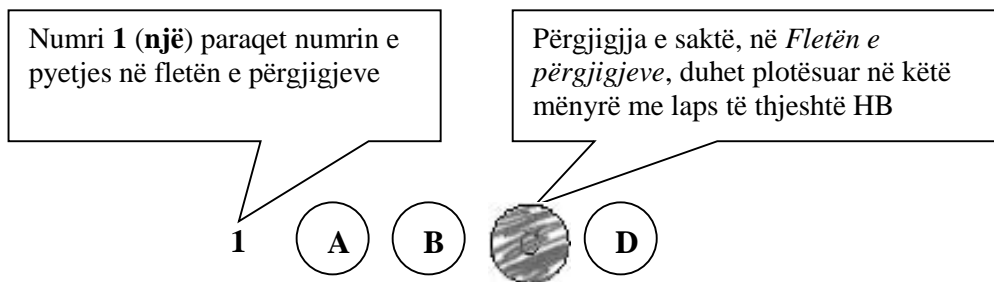 Numri 1 (një) paraqet numrin e
pyetjes në fletën e përgjigjeve
Përgjigjja e saktë, në Fletën e
përgjigjeve, duhet plotësuar në këtë
mënyrë me laps të thjeshtë HB
1 A B D